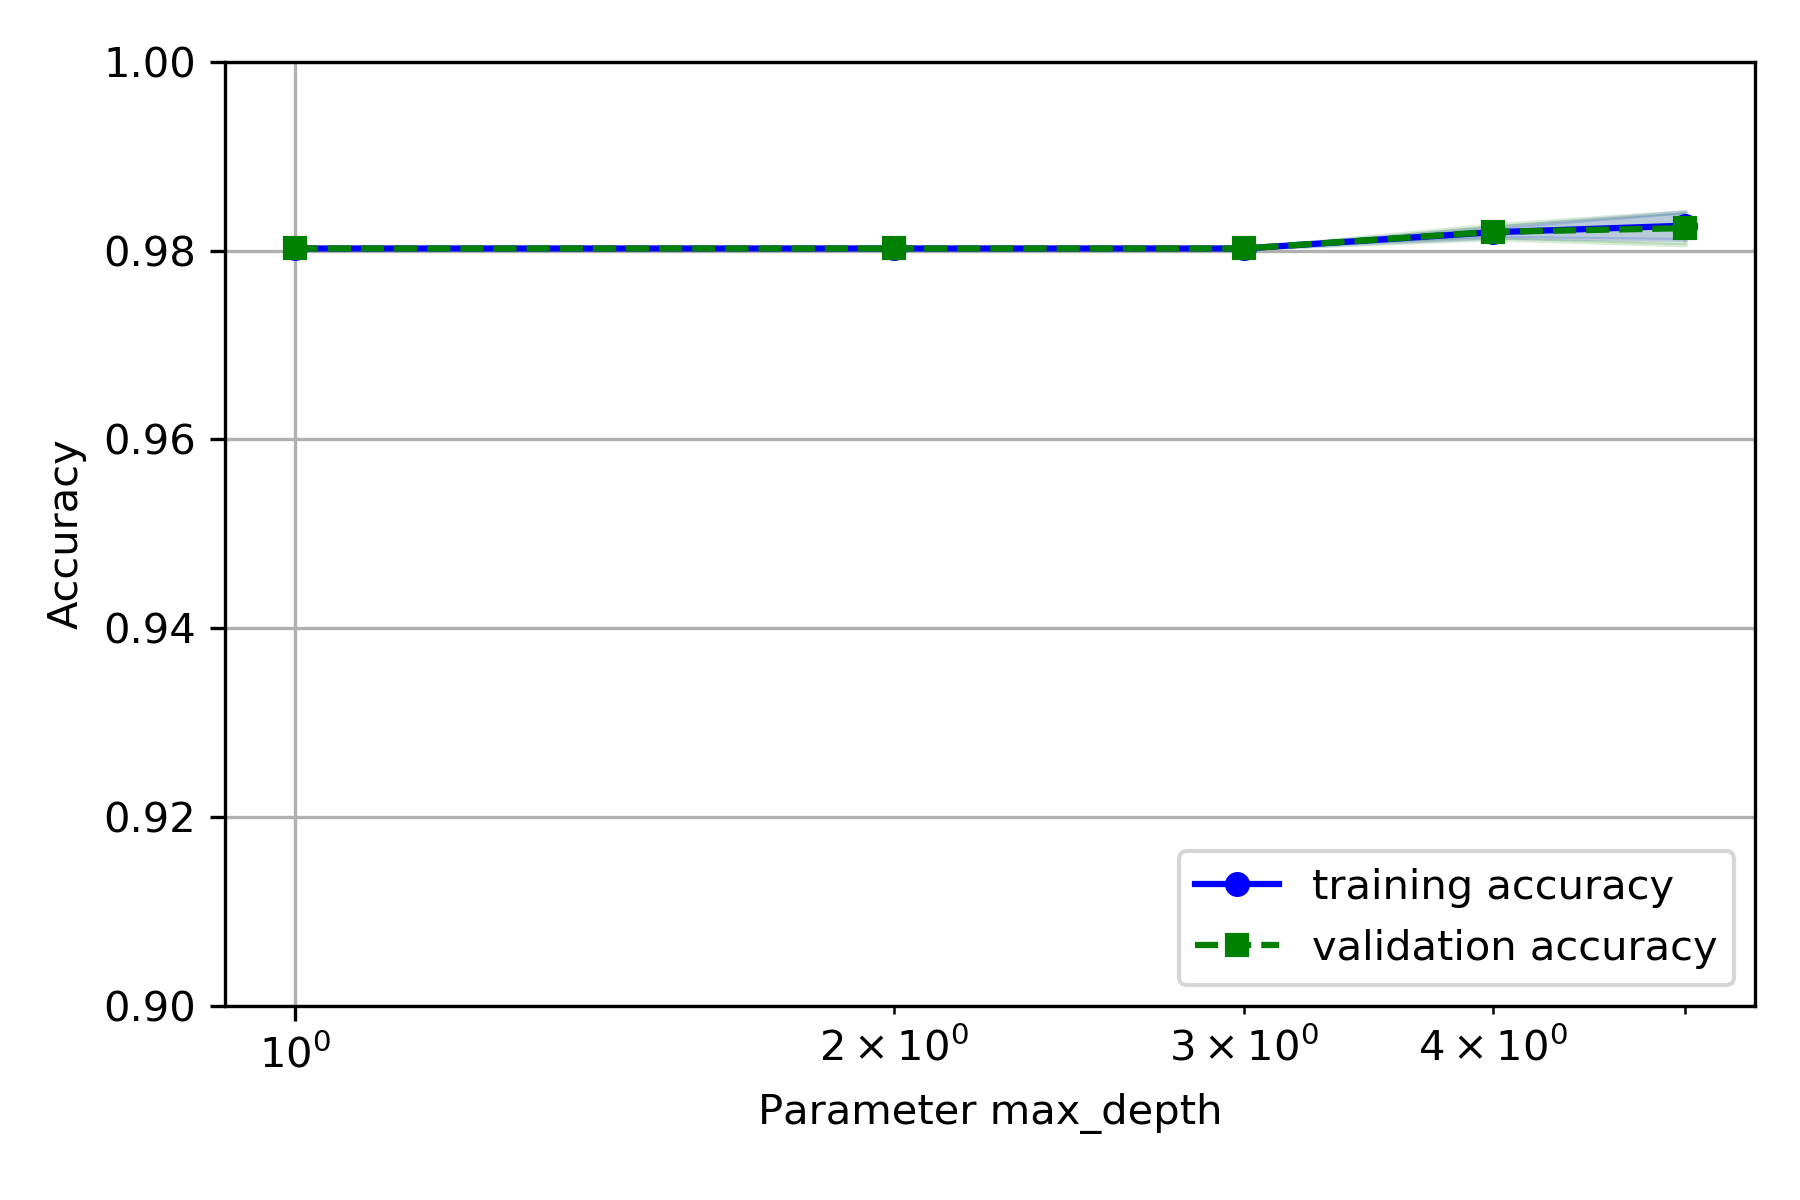 1.00
0.98
0.96
0.94
0.92
0.90
Accuracy
10⁰
2 × 10⁰
3 × 10⁰
4 × 10⁰
Parameter max_depth
training accuracy
validation accuracy